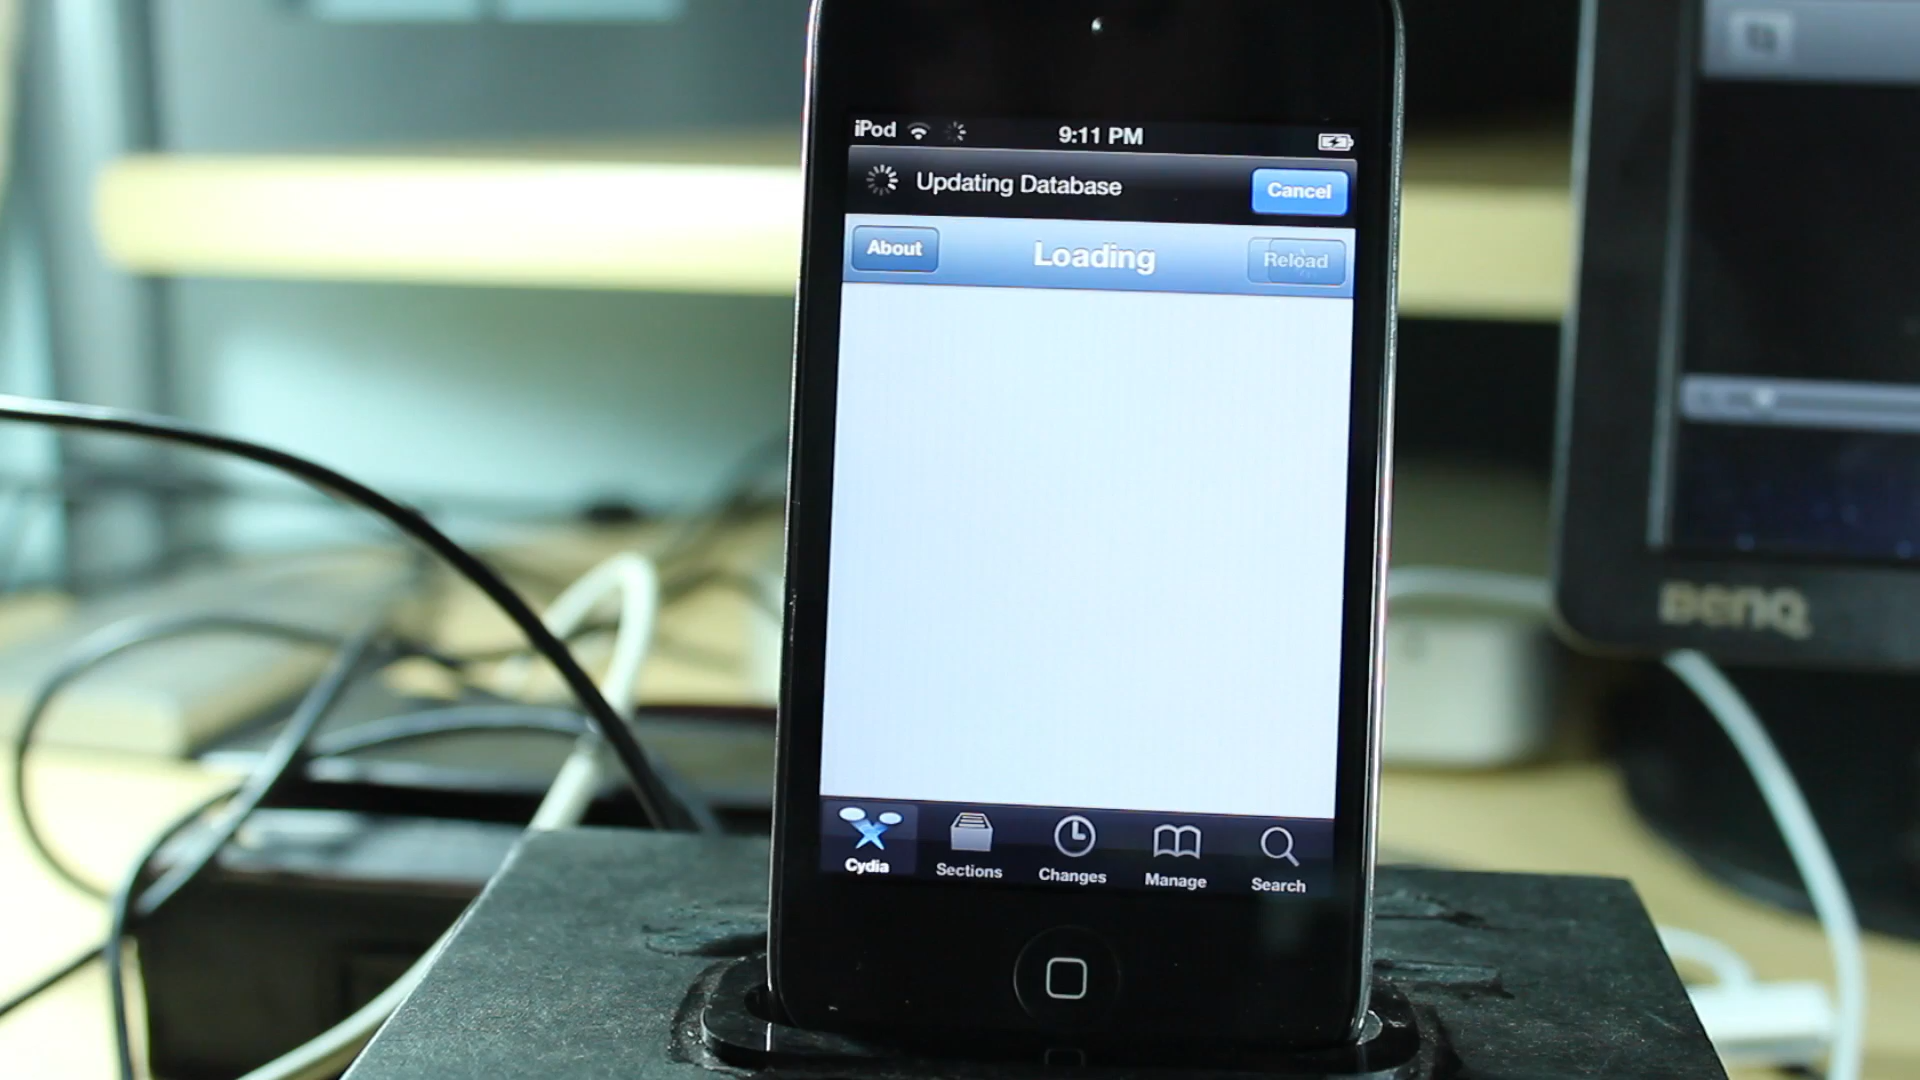 iPod 9:11 PM
Updating Database Cancel
About Loading Reload
Cydia Sections Changes Manage Search
BenQ